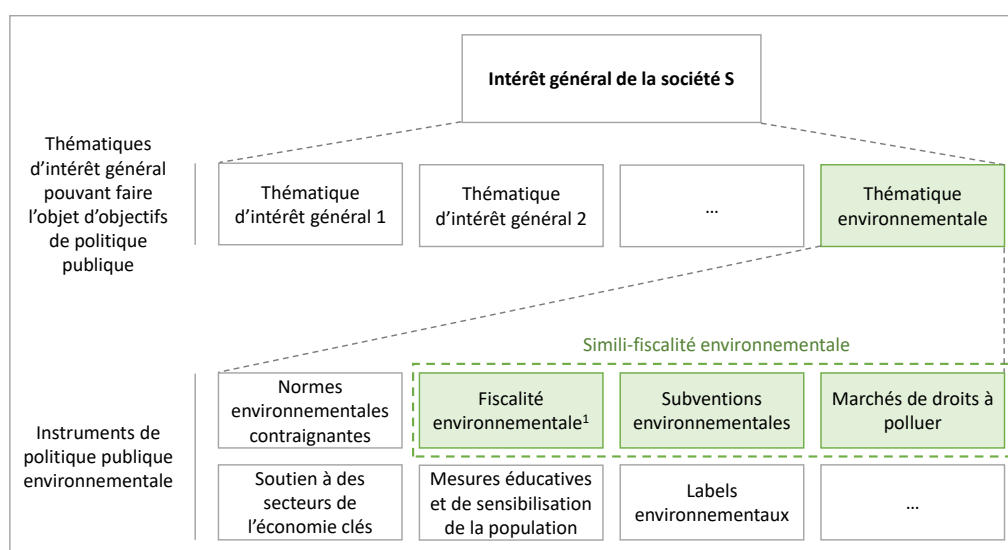 Intérêt général de la société S
Thématiques
d'intérêt général
pouvant faire
l'objet d'objectifs
de politique
publique
Thématique
d'intérêt général 1
Thématique
d'intérêt général 2
...
Thématique
environnementale
Simili-fiscalité environnementale
Instruments de
politique publique
environnementale
Normes
environnementales
contraignantes
Fiscalité
environnementale¹
Subventions
environnementales
Marchés de droits à
polluer
Soutien à des
secteurs de
l'économie clés
Mesures éducatives
et de sensibilisation
de la population
Labels
environnementaux
...